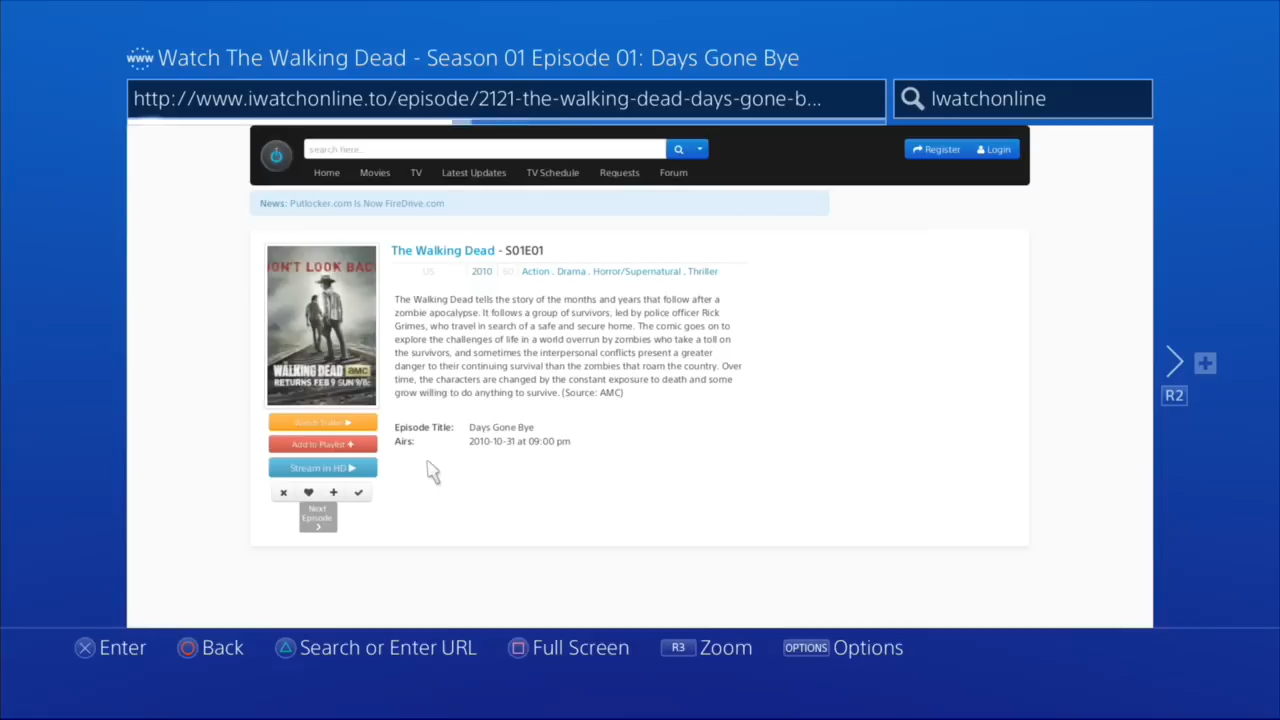 www Watch The Walking Dead - Season 01 Episode 01: Days Gone Bye
http://www.iwatchonline.to/episode/2121-the-walking-dead-days-gone-b...
Iwatchonline
search here..
Register
Login
Home
Movies
TV
Latest Updates
TV Schedule
Requests
Forum
News: Putlocker.com Is Now FireDrive.com
DON'T LOOK BACK
THE WALKING DEAD amc
RETURNS FEB 9 SUN 9/8c
Watch Trailer
Add to Playlist +
Stream in HD
Next
Episode
The Walking Dead - S01E01
US 2010 60 Action . Drama . Horror/Supernatural . Thriller
The Walking Dead tells the story of the months and years that follow after a
zombie apocalypse. It follows a group of survivors, led by police officer Rick
Grimes, who travel in search of a safe and secure home. The comic goes on to
explore the challenges of life in a world overrun by zombies who take a toll on
the survivors, and sometimes the interpersonal conflicts present a greater
danger to their continuing survival than the zombies that roam the country. Over
time, the characters are changed by the constant exposure to death and some
grow willing to do anything to survive. (Source: AMC)
Episode Title: Days Gone Bye
Airs: 2010-10-31 at 09:00 pm
R2
Enter
Back
Search or Enter URL
Full Screen
R3 Zoom
OPTIONS Options